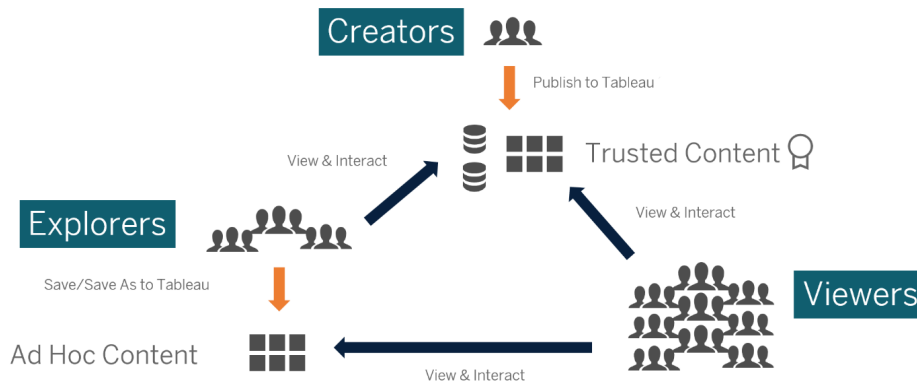 Creators
Publish to Tableau
Trusted Content
View & Interact
View & Interact
Explorers
Save/Save As to Tableau
Viewers
Ad Hoc Content
View & Interact